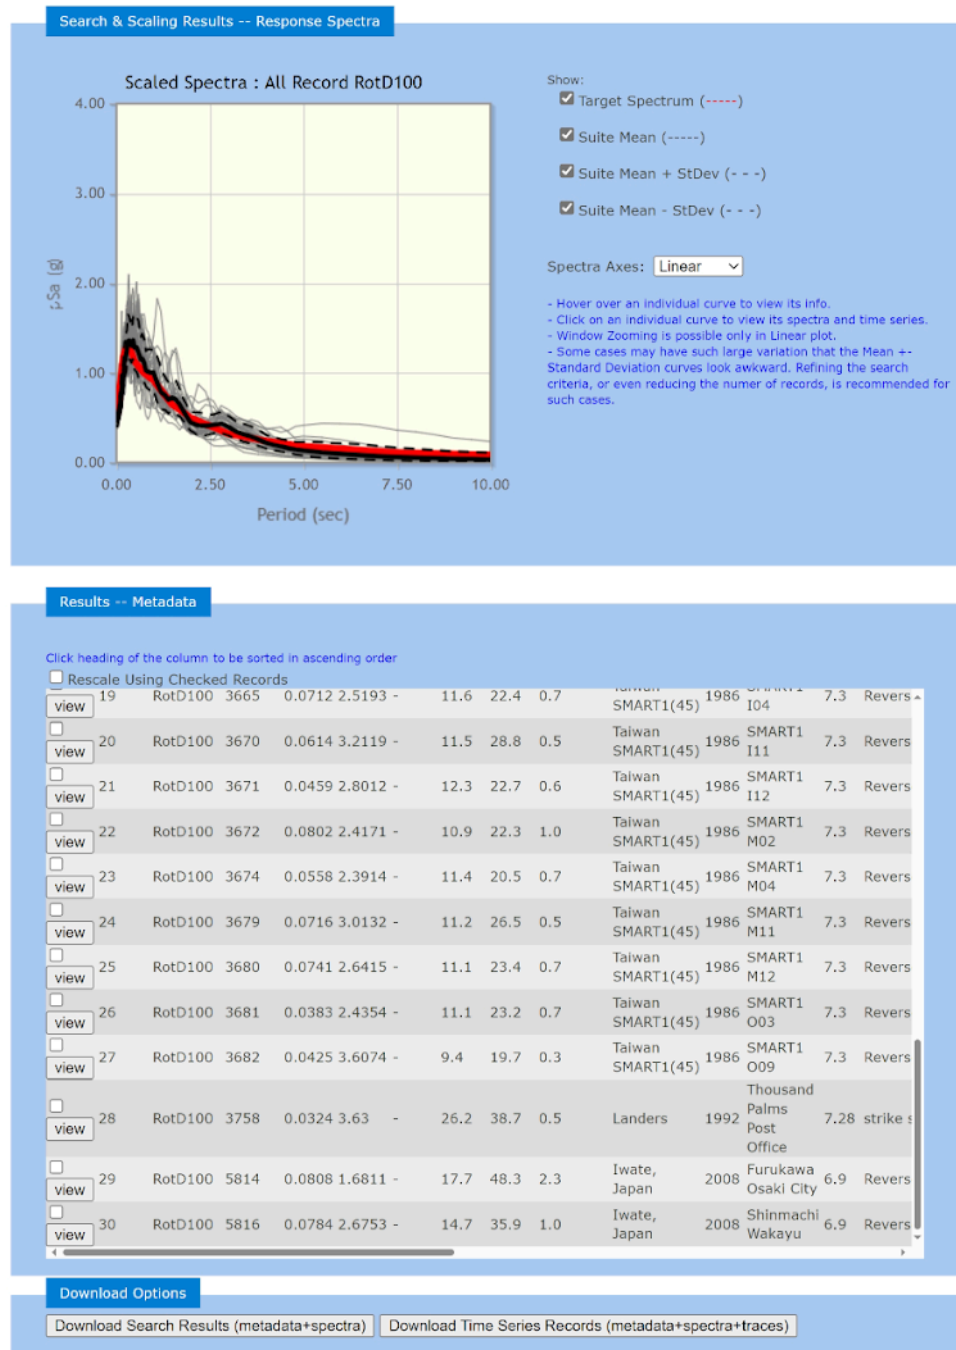 Search & Scaling Results -- Response Spectra
Scaled Spectra : All Record RotD100
4.00
3.00
2.00
1.00
0.00
pSa (g)
0.00 2.50 5.00 7.50 10.00
Period (sec)
Show:
Target Spectrum (-----)
Suite Mean (-----)
Suite Mean + StDev (- - -)
Suite Mean - StDev (- - -)
Spectra Axes: Linear
- Hover over an individual curve to view its info.
- Click on an individual curve to view its spectra and time series.
- Window Zooming is possible only in Linear plot.
- Some cases may have such large variation that the Mean +-
Standard Deviation curves look awkward. Refining the search
criteria, or even reducing the numer of records, is recommended for
such cases.
Results -- Metadata
Click heading of the column to be sorted in ascending order
Rescale Using Checked Records
view 19 RotD100 3665 0.0712 2.5193 - 11.6 22.4 0.7 SMART1(45) 1986 I04 7.3 Revers
view 20 RotD100 3670 0.0614 3.2119 - 11.5 28.8 0.5 Taiwan SMART1(45) 1986 SMART1 I11 7.3 Revers
view 21 RotD100 3671 0.0459 2.8012 - 12.3 22.7 0.6 Taiwan SMART1(45) 1986 SMART1 I12 7.3 Revers
view 22 RotD100 3672 0.0802 2.4171 - 10.9 22.3 1.0 Taiwan SMART1(45) 1986 SMART1 M02 7.3 Revers
view 23 RotD100 3674 0.0558 2.3914 - 11.4 20.5 0.7 Taiwan SMART1(45) 1986 SMART1 M04 7.3 Revers
view 24 RotD100 3679 0.0716 3.0132 - 11.2 26.5 0.5 Taiwan SMART1(45) 1986 SMART1 M11 7.3 Revers
view 25 RotD100 3680 0.0741 2.6415 - 11.1 23.4 0.7 Taiwan SMART1(45) 1986 SMART1 M12 7.3 Revers
view 26 RotD100 3681 0.0383 2.4354 - 11.1 23.2 0.7 Taiwan SMART1(45) 1986 SMART1 O03 7.3 Revers
view 27 RotD100 3682 0.0425 3.6074 - 9.4 19.7 0.3 Taiwan SMART1(45) 1986 SMART1 O09 7.3 Revers
view 28 RotD100 3758 0.0324 3.63 - 26.2 38.7 0.5 Landers 1992 Thousand Palms Post Office 7.28 strike s
view 29 RotD100 5814 0.0808 1.6811 - 17.7 48.3 2.3 Iwate, Japan 2008 Furukawa Osaki City 6.9 Revers
view 30 RotD100 5816 0.0784 2.6753 - 14.7 35.9 1.0 Iwate, Japan 2008 Shinmachi Wakayu 6.9 Revers
Download Options
Download Search Results (metadata+spectra) Download Time Series Records (metadata+spectra+traces)